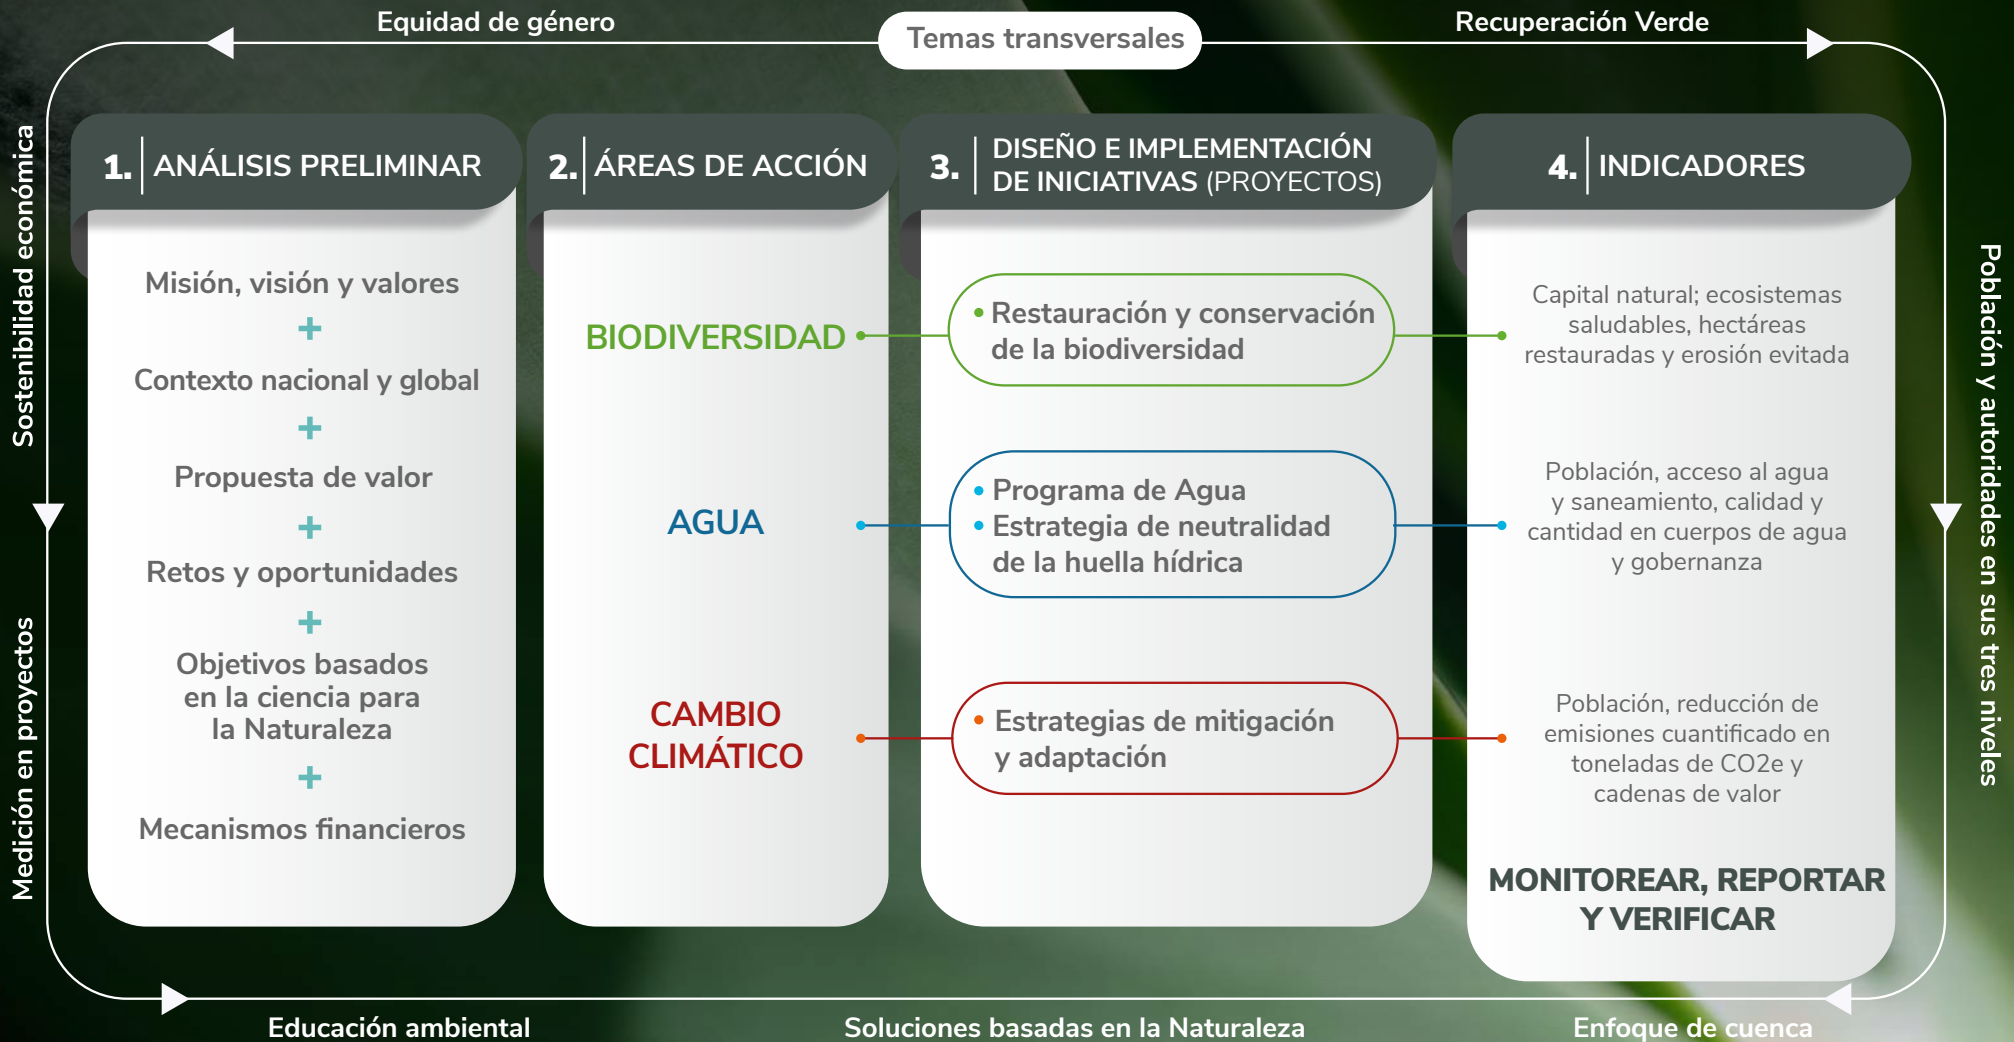 Equidad de género
Temas transversales
Recuperación Verde
Sostenibilidad económica
Medición en proyectos
1. ANÁLISIS PRELIMINAR
Misión, visión y valores
+
Contexto nacional y global
+
Propuesta de valor
+
Retos y oportunidades
+
Objetivos basados
en la ciencia para
la Naturaleza
+
Mecanismos financieros
2. ÁREAS DE ACCIÓN
BIODIVERSIDAD
AGUA
CAMBIO
CLIMÁTICO
3. DISEÑO E IMPLEMENTACIÓN
DE INICIATIVAS (PROYECTOS)
• Restauración y conservación
de la biodiversidad
• Programa de Agua
• Estrategia de neutralidad
de la huella hídrica
• Estrategias de mitigación
y adaptación
4. INDICADORES
Capital natural; ecosistemas
saludables, hectáreas
restauradas y erosión evitada
Población, acceso al agua
y saneamiento, calidad y
cantidad en cuerpos de agua
y gobernanza
Población, reducción de
emisiones cuantificado en
toneladas de CO2e y
cadenas de valor
MONITOREAR, REPORTAR
Y VERIFICAR
Población y autoridades en sus tres niveles
Educación ambiental
Soluciones basadas en la Naturaleza
Enfoque de cuenca